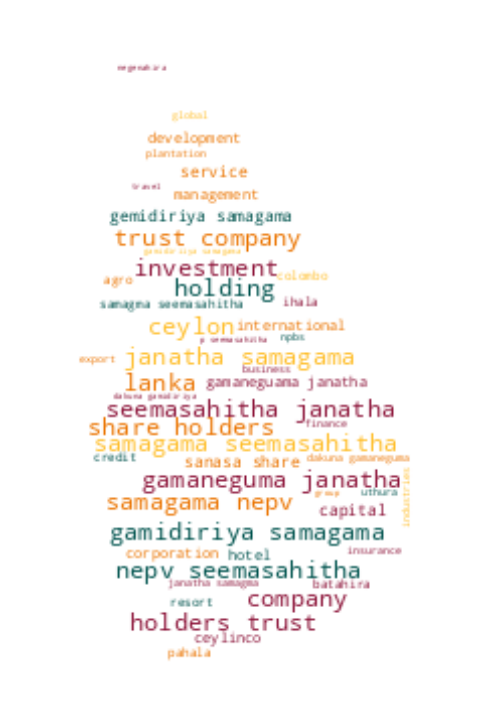 negenahira
global
development
plantation
service
travel
management
gemidiriya samagama
trust company
gamidiriya samagama
investment
colombo
agro
holding
samagma seemasahitha
ihala
ceylon
international
p seemasahitha
npbs
export
janatha samagama
business
lanka
gamaneguama janatha
dakuna gamidiriya
seemasahitha janatha
share holders
finance
samagama seemasahitha
credit
sanasa share
dakuna gamaneguma
gamaneguma janatha
industries
group
uthura
samagama nepv
capital
gamidiriya samagama
corporation
hotel
insurance
nepv seemasahitha
janatha samagma
batahira
resort
company
holders trust
ceylinco
pahala